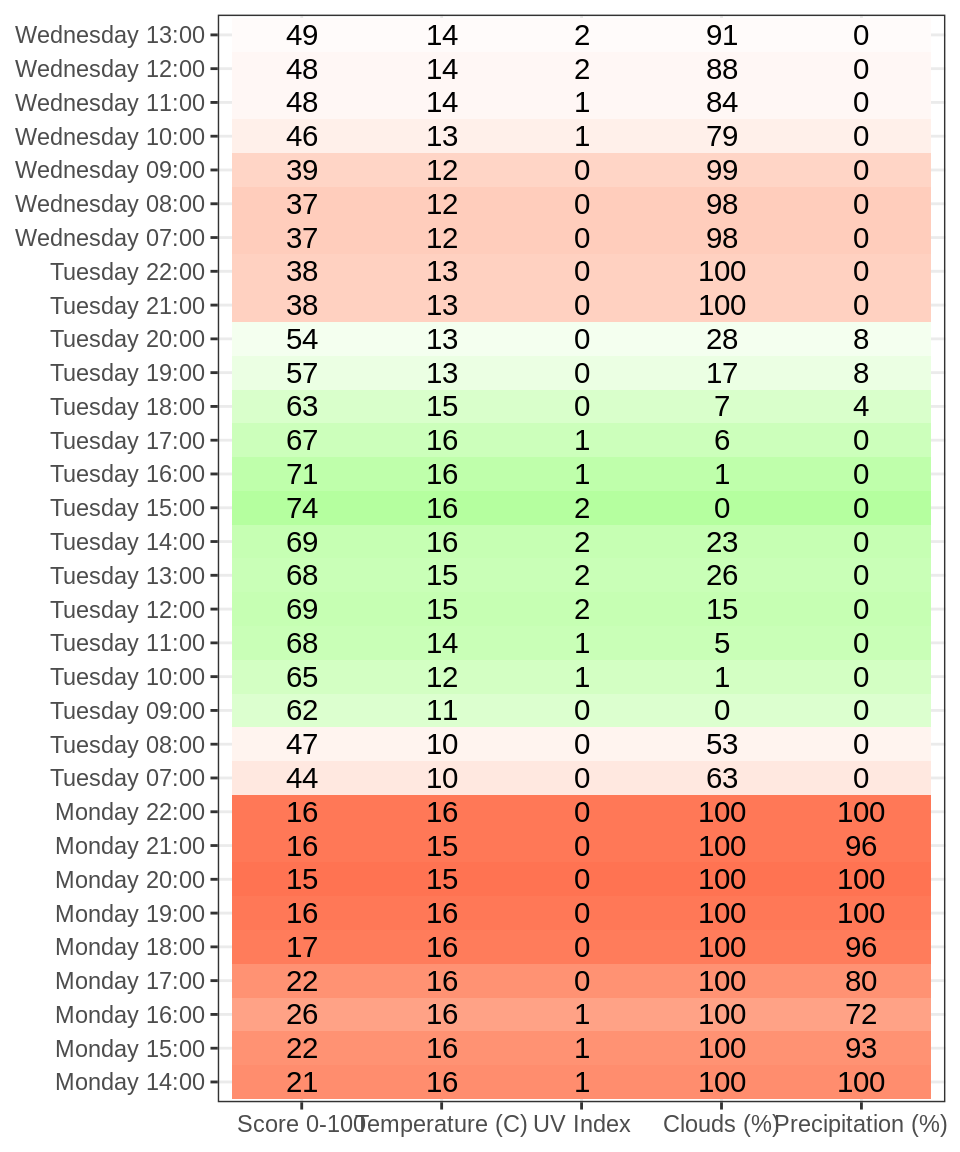 Wednesday 13:00 49 14 2 91 0
Wednesday 12:00 48 14 2 88 0
Wednesday 11:00 48 14 1 84 0
Wednesday 10:00 46 13 1 79 0
Wednesday 09:00 39 12 0 99 0
Wednesday 08:00 37 12 0 98 0
Wednesday 07:00 37 12 0 98 0
Tuesday 22:00 38 13 0 100 0
Tuesday 21:00 38 13 0 100 0
Tuesday 20:00 54 13 0 28 8
Tuesday 19:00 57 13 0 17 8
Tuesday 18:00 63 15 0 7 4
Tuesday 17:00 67 16 1 6 0
Tuesday 16:00 71 16 1 1 0
Tuesday 15:00 74 16 2 0 0
Tuesday 14:00 69 16 2 23 0
Tuesday 13:00 68 15 2 26 0
Tuesday 12:00 69 15 2 15 0
Tuesday 11:00 68 14 1 5 0
Tuesday 10:00 65 12 1 1 0
Tuesday 09:00 62 11 0 0 0
Tuesday 08:00 47 10 0 53 0
Tuesday 07:00 44 10 0 63 0
Monday 22:00 16 16 0 100 100
Monday 21:00 16 15 0 100 96
Monday 20:00 15 15 0 100 100
Monday 19:00 16 16 0 100 100
Monday 18:00 17 16 0 100 96
Monday 17:00 22 16 0 100 80
Monday 16:00 26 16 1 100 72
Monday 15:00 22 16 1 100 93
Monday 14:00 21 16 1 100 100
Score 0-100 Temperature (C) UV Index Clouds (%) Precipitation (%)